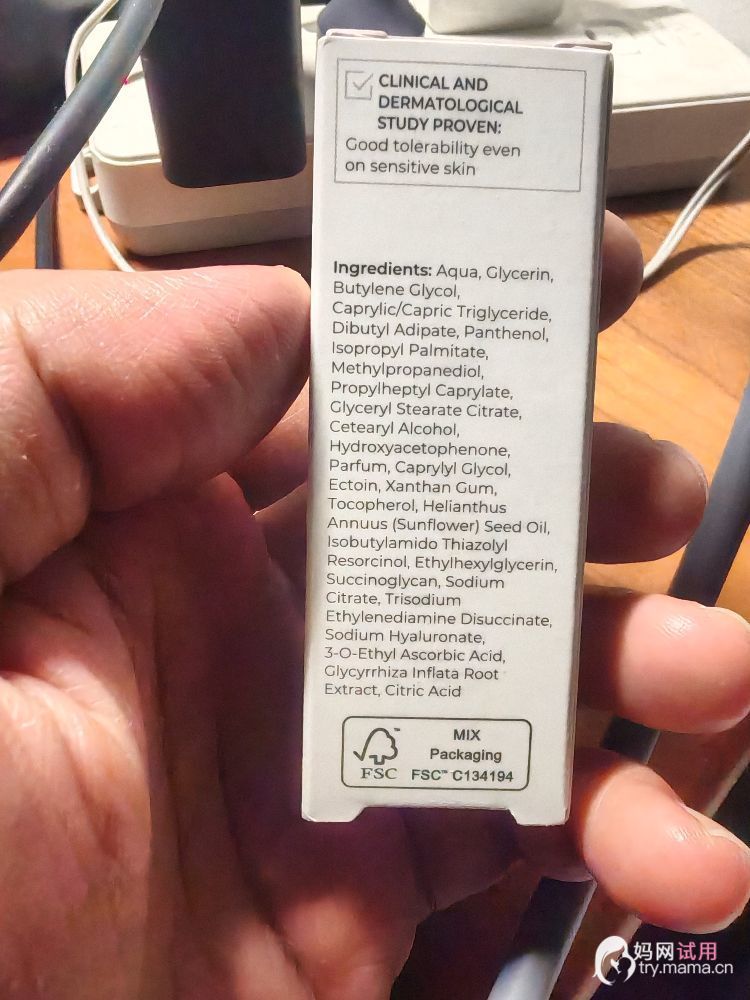 CLINICAL AND
DERMATOLOGICAL
STUDY PROVEN:
Good tolerability even
on sensitive skin
Ingredients: Aqua, Glycerin,
Butylene Glycol,
Caprylic/Capric Triglyceride,
Dibutyl Adipate, Panthenol,
Isopropyl Palmitate,
Methylpropanediol,
Propylheptyl Caprylate,
Glyceryl Stearate Citrate,
Cetearyl Alcohol,
Hydroxyacetophenone,
Parfum, Caprylyl Glycol,
Ectoin, Xanthan Gum,
Tocopherol, Helianthus
Annuus (Sunflower) Seed Oil,
Isobutylamido Thiazolyl
Resorcinol, Ethylhexylglycerin,
Succinoglycan, Sodium
Citrate, Trisodium
Ethylenediamine Disuccinate,
Sodium Hyaluronate,
3-O-Ethyl Ascorbic Acid,
Glycyrrhiza Inflata Root
Extract, Citric Acid
MIX
Packaging
FSC FSC™ C134194
妈网试用
try.mama.cn